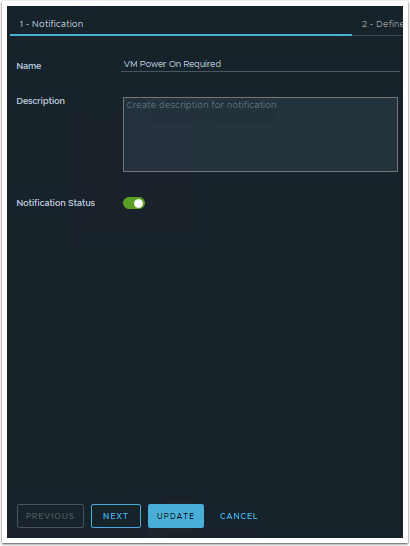 1 - Notification
2 - Define
Name
VM Power On Required
Description
Create description for notification
Notification Status
PREVIOUS
NEXT
UPDATE
CANCEL